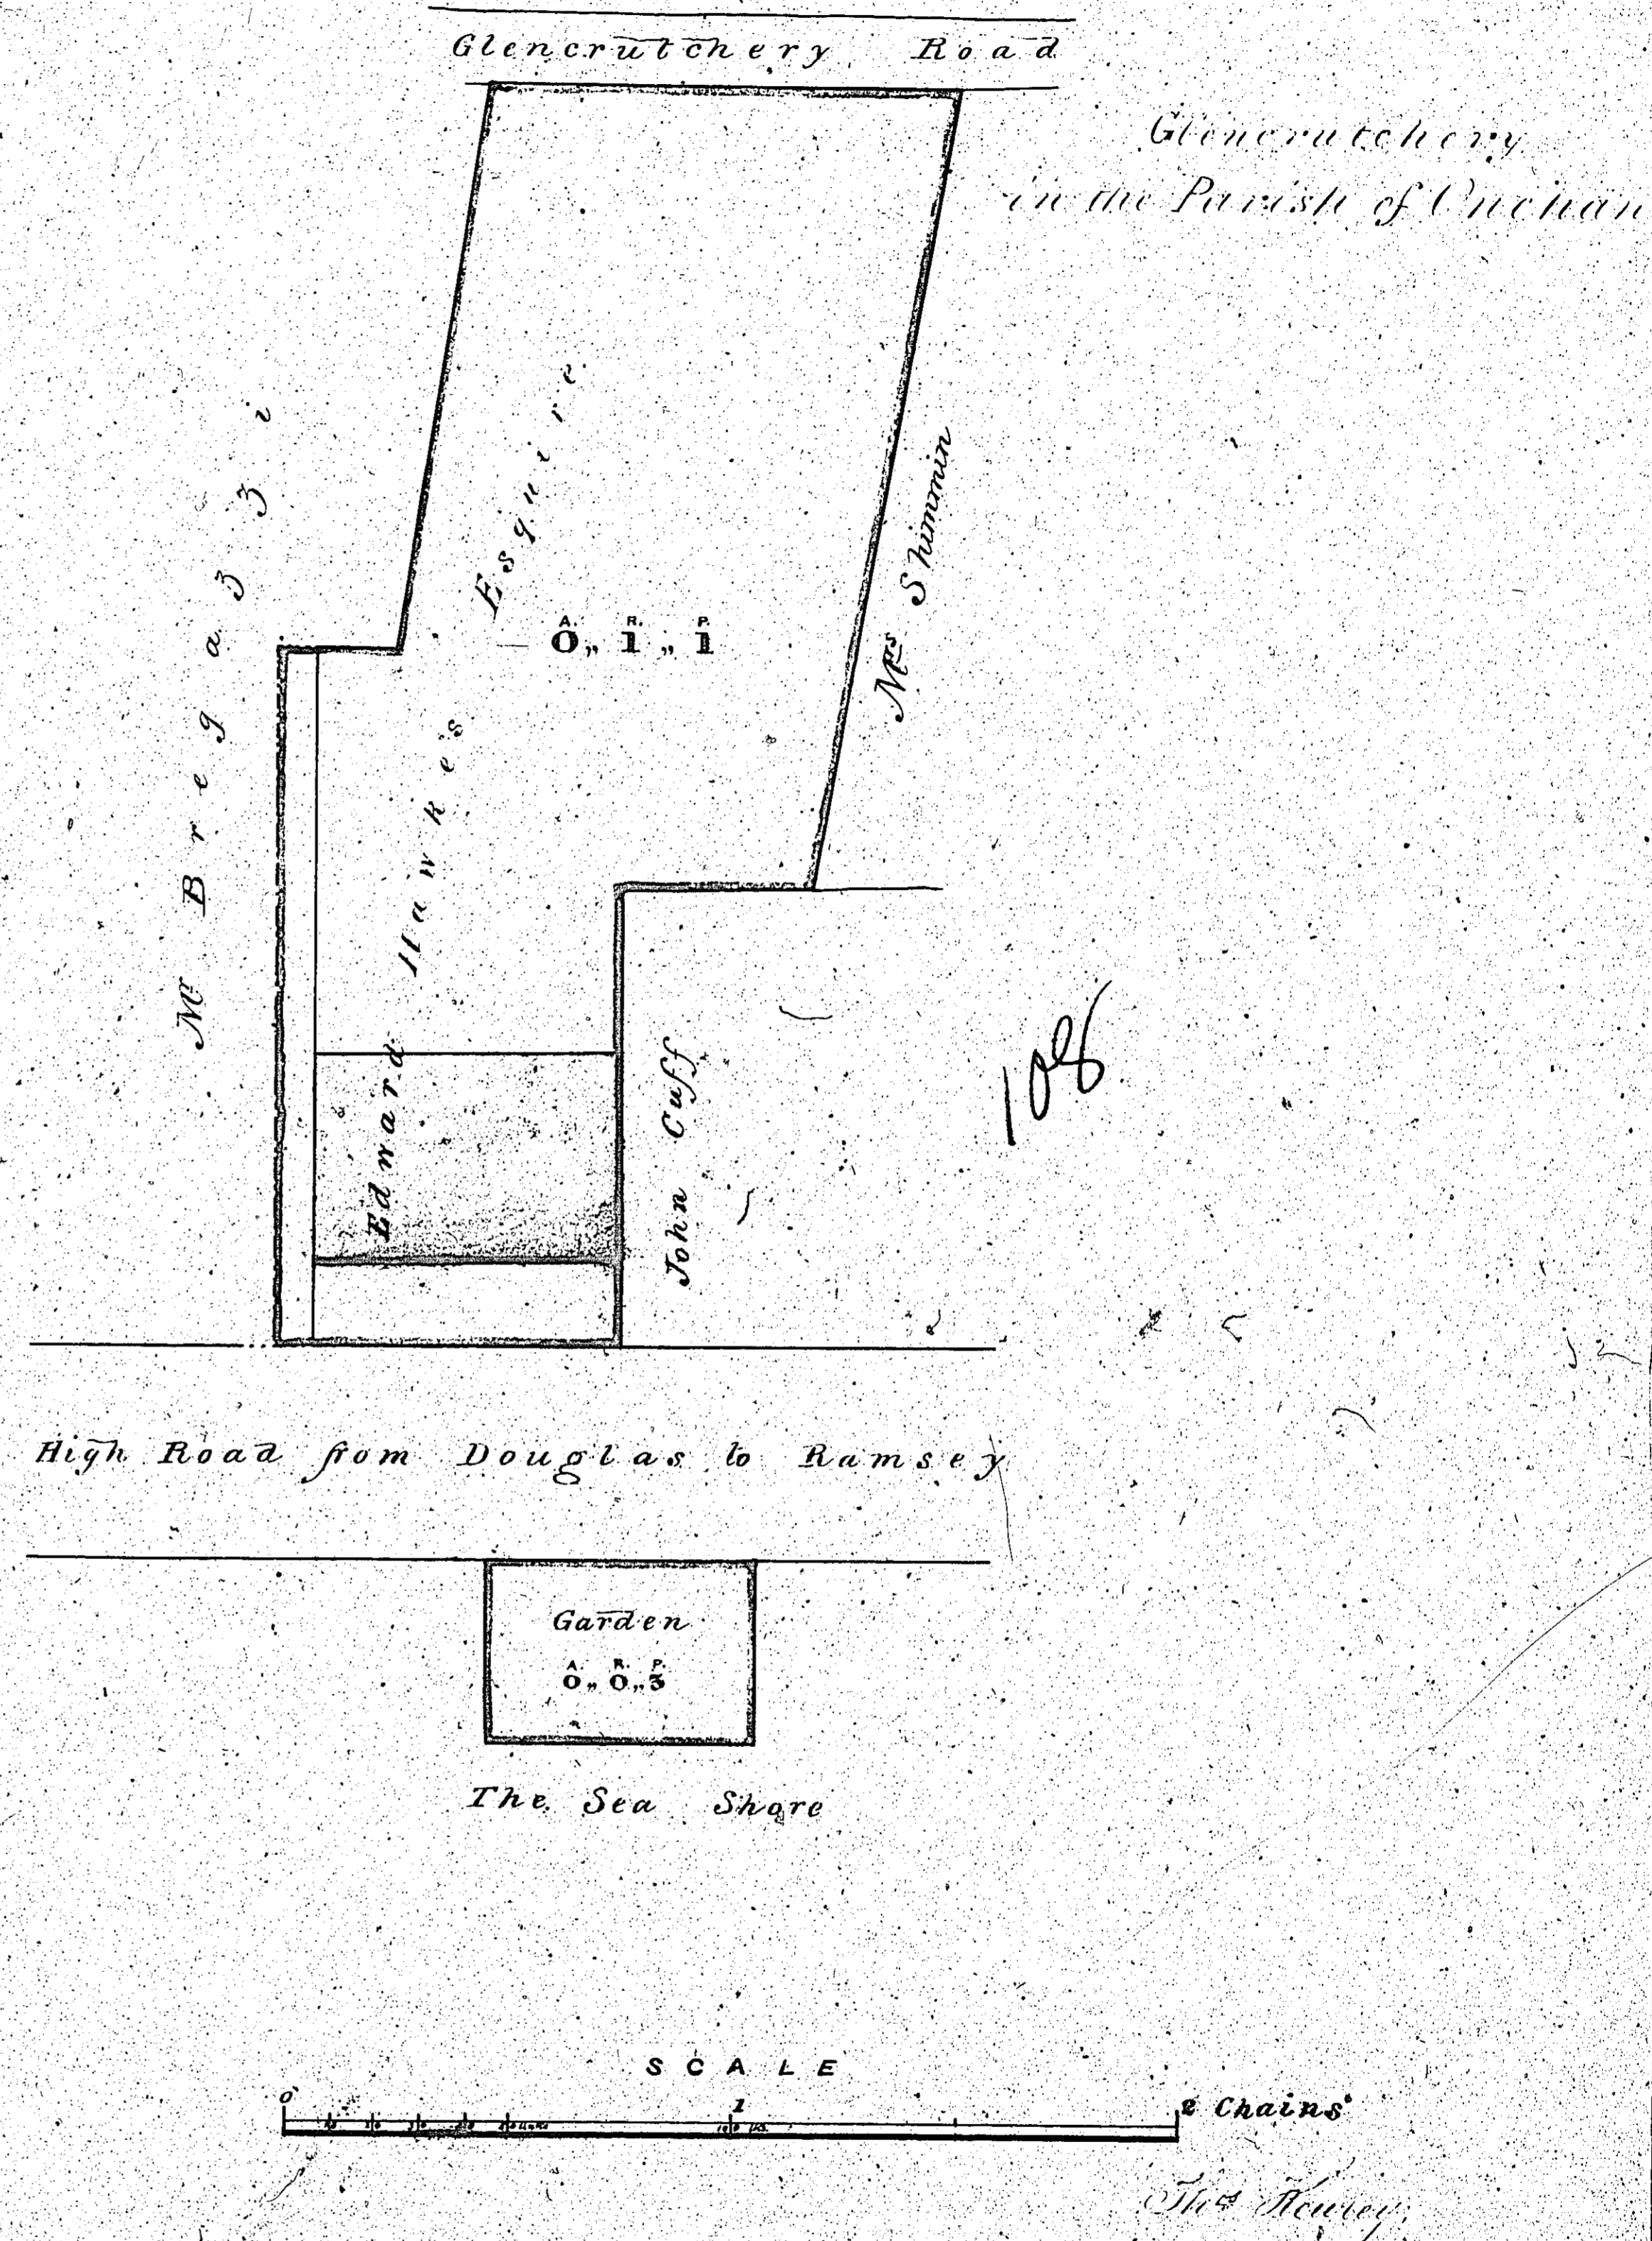 Glencrutchery Road
Glencrutchery
in the Parish of Onchan
Mr Bregazzi
Edward Hawkes Esquire
A. R. P.
0,, 1,, 1
Mrs Shimmin
John Cuff
108
High Road from Douglas to Ramsey
Garden
A. R. P.
0,, 0,, 3
The Sea Shore
SCALE
0 1 2 Chains
Thos